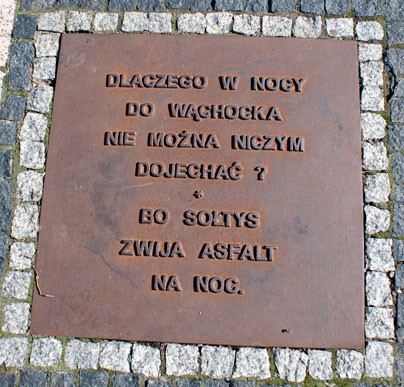 DLACZEGO W NOCY
DO WĄCHOCKA
NIE MOŻNA NICZYM
DOJECHAĆ ?
*
BO SOŁTYS
ZWIJA ASFALT
NA NOC.